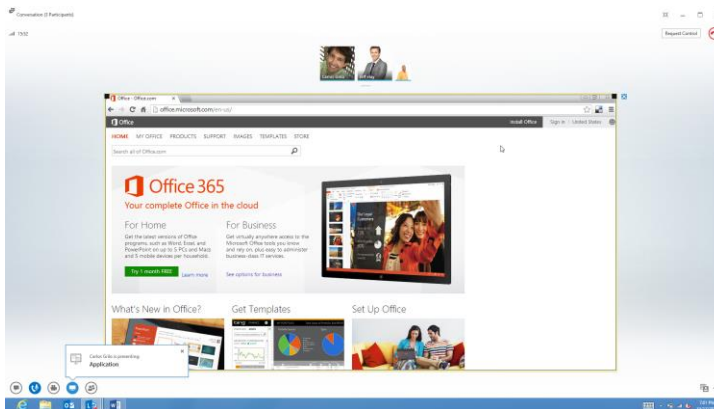 Conversation (3 Participants)
15:02
Request Control
Office - Office.com
office.microsoft.com/en-us/
Office
Install Office
Sign in
United States
HOME MY OFFICE PRODUCTS SUPPORT IMAGES TEMPLATES STORE
Search all of Office.com
Office 365
Your complete Office in the cloud
For Home
Get the latest versions of Office
programs, such as Word, Excel, and
PowerPoint on up to 5 PCs and Macs
and 5 mobile devices per household.
Try 1 month FREE
Learn more
For Business
Get virtually anywhere access to the
Microsoft Office tools you know
and rely on, plus easy to administer
business-class IT services.
See options for business
What's New in Office?
Get Templates
Set Up Office
is presenting
Application